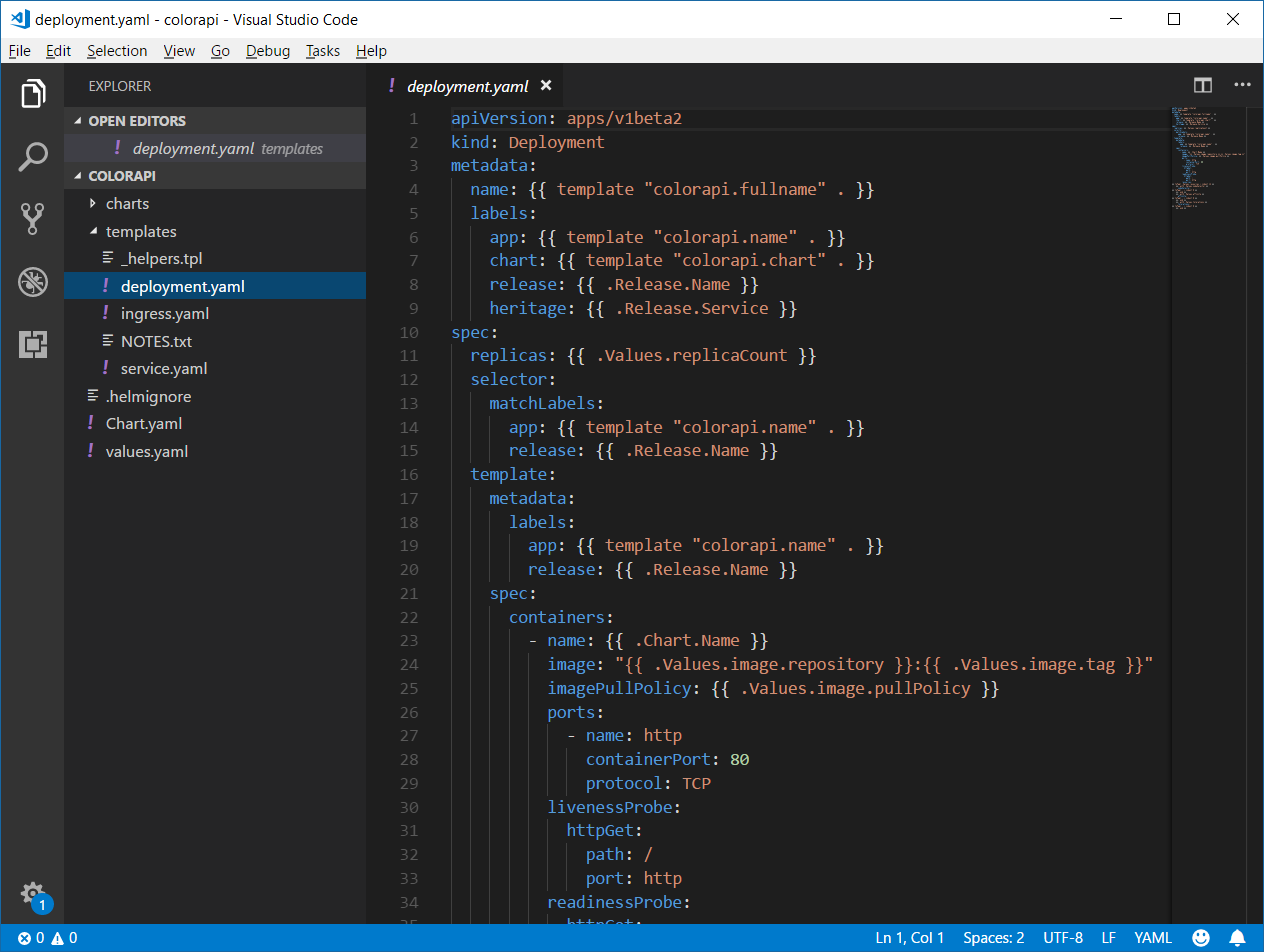 deployment.yaml - colorapi - Visual Studio Code
File Edit Selection View Go Debug Tasks Help
EXPLORER
OPEN EDITORS
! deployment.yaml templates
COLORAPI
charts
templates
_helpers.tpl
! deployment.yaml
! ingress.yaml
NOTES.txt
! service.yaml
.helmignore
! Chart.yaml
! values.yaml
1
! deployment.yaml
1 apiVersion: apps/v1beta2
2 kind: Deployment
3 metadata:
4   name: {{ template "colorapi.fullname" . }}
5   labels:
6     app: {{ template "colorapi.name" . }}
7     chart: {{ template "colorapi.chart" . }}
8     release: {{ .Release.Name }}
9     heritage: {{ .Release.Service }}
10 spec:
11   replicas: {{ .Values.replicaCount }}
12   selector:
13     matchLabels:
14       app: {{ template "colorapi.name" . }}
15       release: {{ .Release.Name }}
16   template:
17     metadata:
18       labels:
19         app: {{ template "colorapi.name" . }}
20         release: {{ .Release.Name }}
21     spec:
22       containers:
23         - name: {{ .Chart.Name }}
24           image: "{{ .Values.image.repository }}:{{ .Values.image.tag }}"
25           imagePullPolicy: {{ .Values.image.pullPolicy }}
26           ports:
27             - name: http
28               containerPort: 80
29               protocol: TCP
30           livenessProbe:
31             httpGet:
32               path: /
33               port: http
34           readinessProbe:
35             httpGet:
0 0
Ln 1, Col 1 Spaces: 2 UTF-8 LF YAML